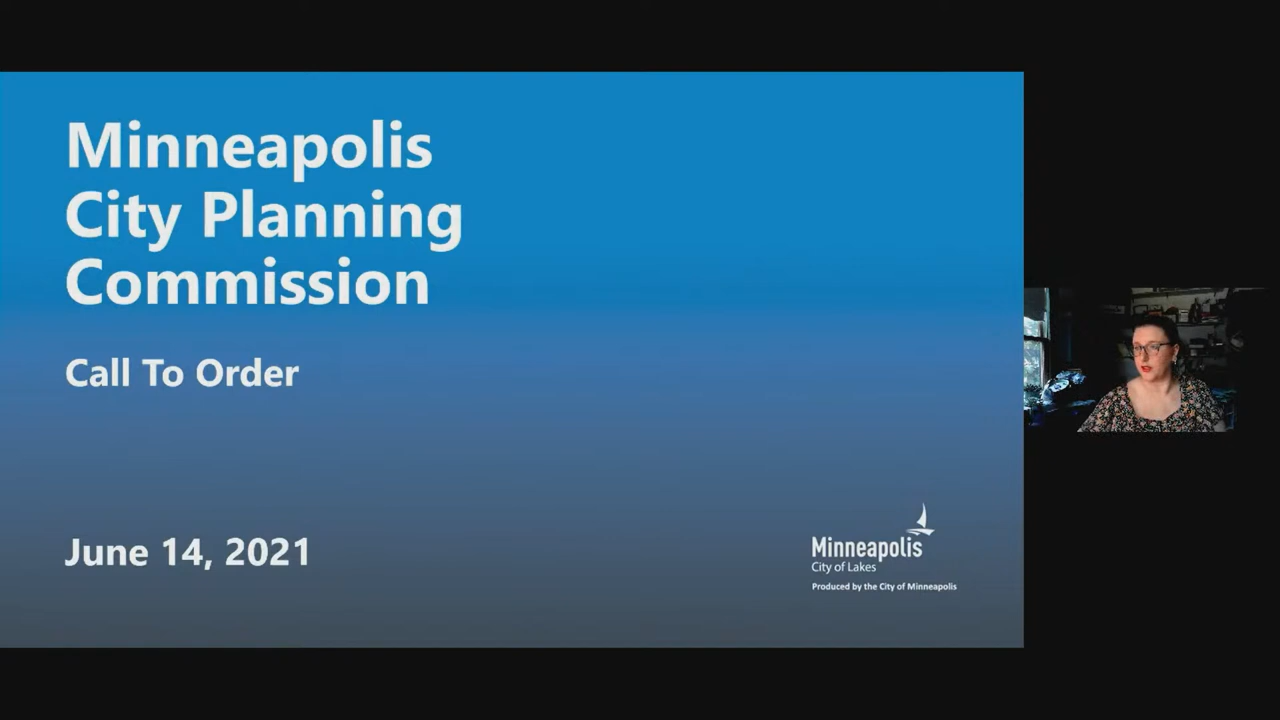 Minneapolis
City Planning
Commission
Call To Order
June 14, 2021
Minneapolis
City of Lakes
Produced by the City of Minneapolis